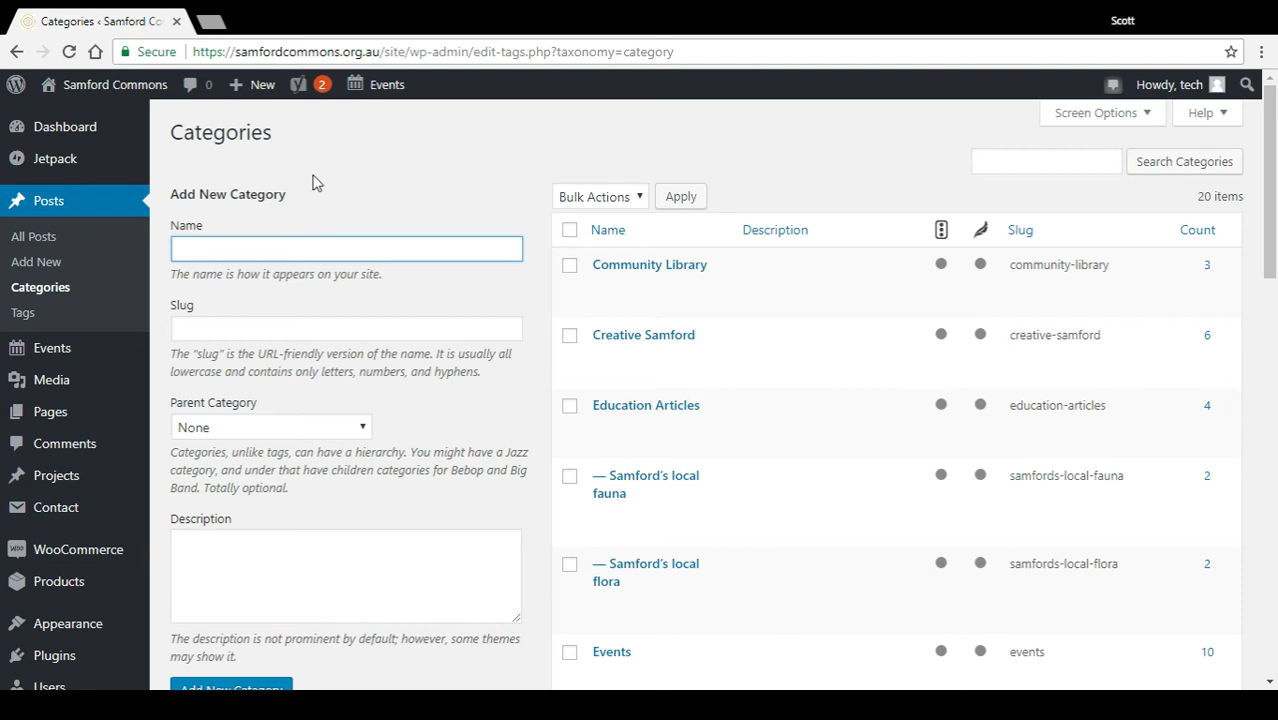 Categories ‹ Samford Co
Scott
Secure
https://samfordcommons.org.au/site/wp-admin/edit-tags.php?taxonomy=category
Samford Commons
0
New
2
Events
Howdy, tech
Dashboard
Jetpack
Posts
All Posts
Add New
Categories
Tags
Events
Media
Pages
Comments
Projects
Contact
WooCommerce
Products
Appearance
Plugins
Users
Categories
Screen Options
Help
Search Categories
Add New Category
Name
The name is how it appears on your site.
Slug
The “slug” is the URL-friendly version of the name. It is usually all
lowercase and contains only letters, numbers, and hyphens.
Parent Category
None
Categories, unlike tags, can have a hierarchy. You might have a Jazz
category, and under that have children categories for Bebop and Big
Band. Totally optional.
Description
The description is not prominent by default; however, some themes
may show it.
Add New Category
Bulk Actions
Apply
20 items
Name Description Slug Count
Community Library community-library 3
Creative Samford creative-samford 6
Education Articles education-articles 4
— Samford’s local samfords-local-fauna 2
fauna
— Samford’s local samfords-local-flora 2
flora
Events events 10